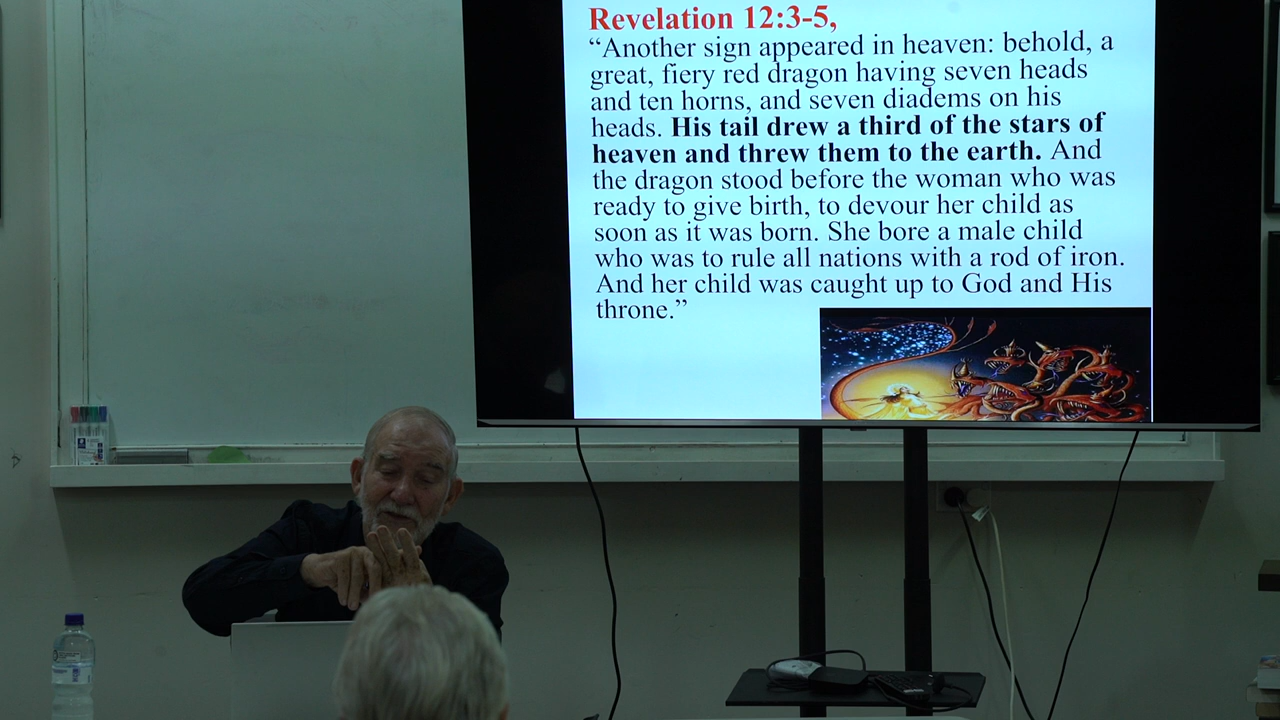 Revelation 12:3-5,
“Another sign appeared in heaven: behold, a
great, fiery red dragon having seven heads
and ten horns, and seven diadems on his
heads. His tail drew a third of the stars of
heaven and threw them to the earth. And
the dragon stood before the woman who was
ready to give birth, to devour her child as
soon as it was born. She bore a male child
who was to rule all nations with a rod of iron.
And her child was caught up to God and His
throne.”